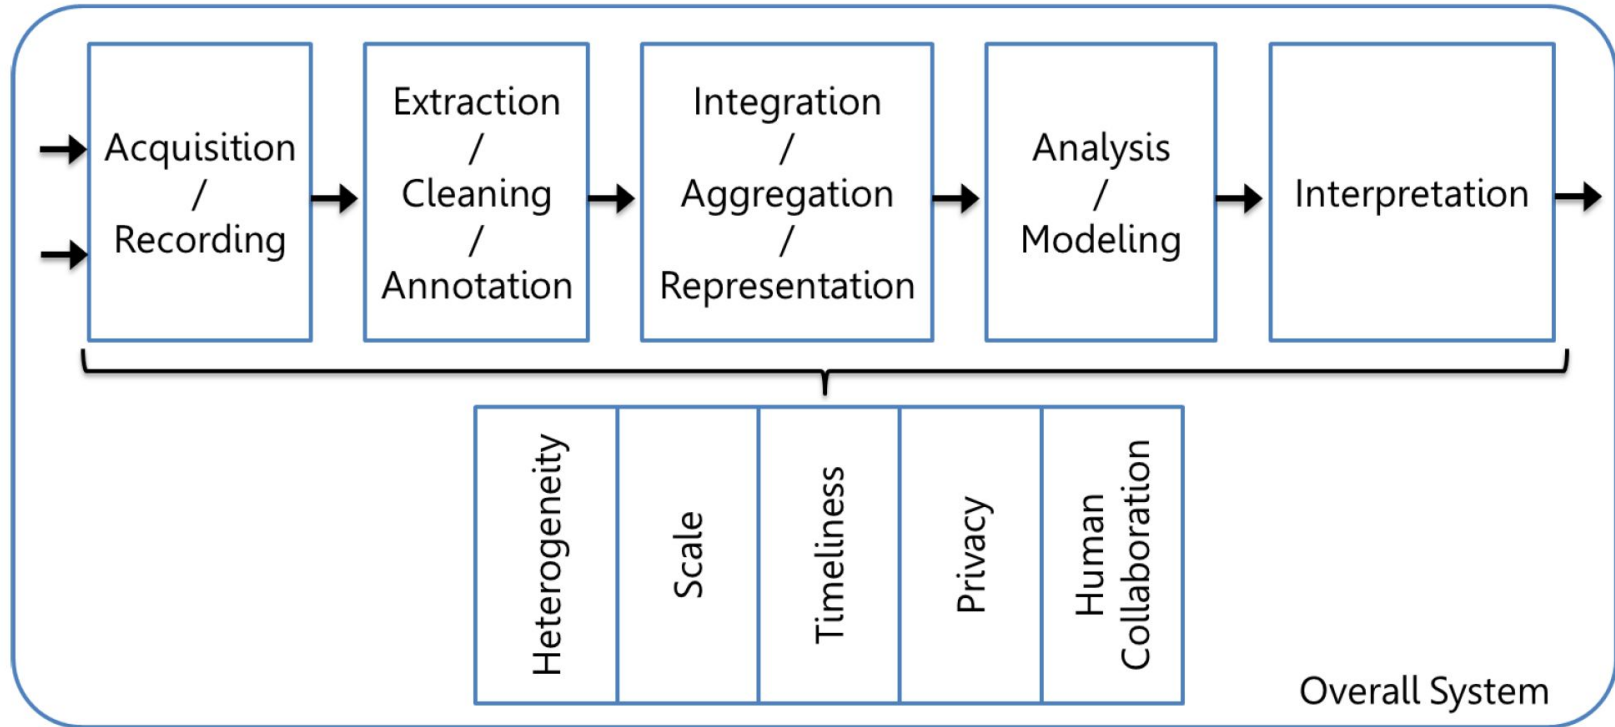 Acquisition
/
Recording
Extraction
/
Cleaning
/
Annotation
Integration
/
Aggregation
/
Representation
Analysis
/
Modeling
Interpretation
Heterogeneity
Scale
Timeliness
Privacy
Human
Collaboration
Overall System